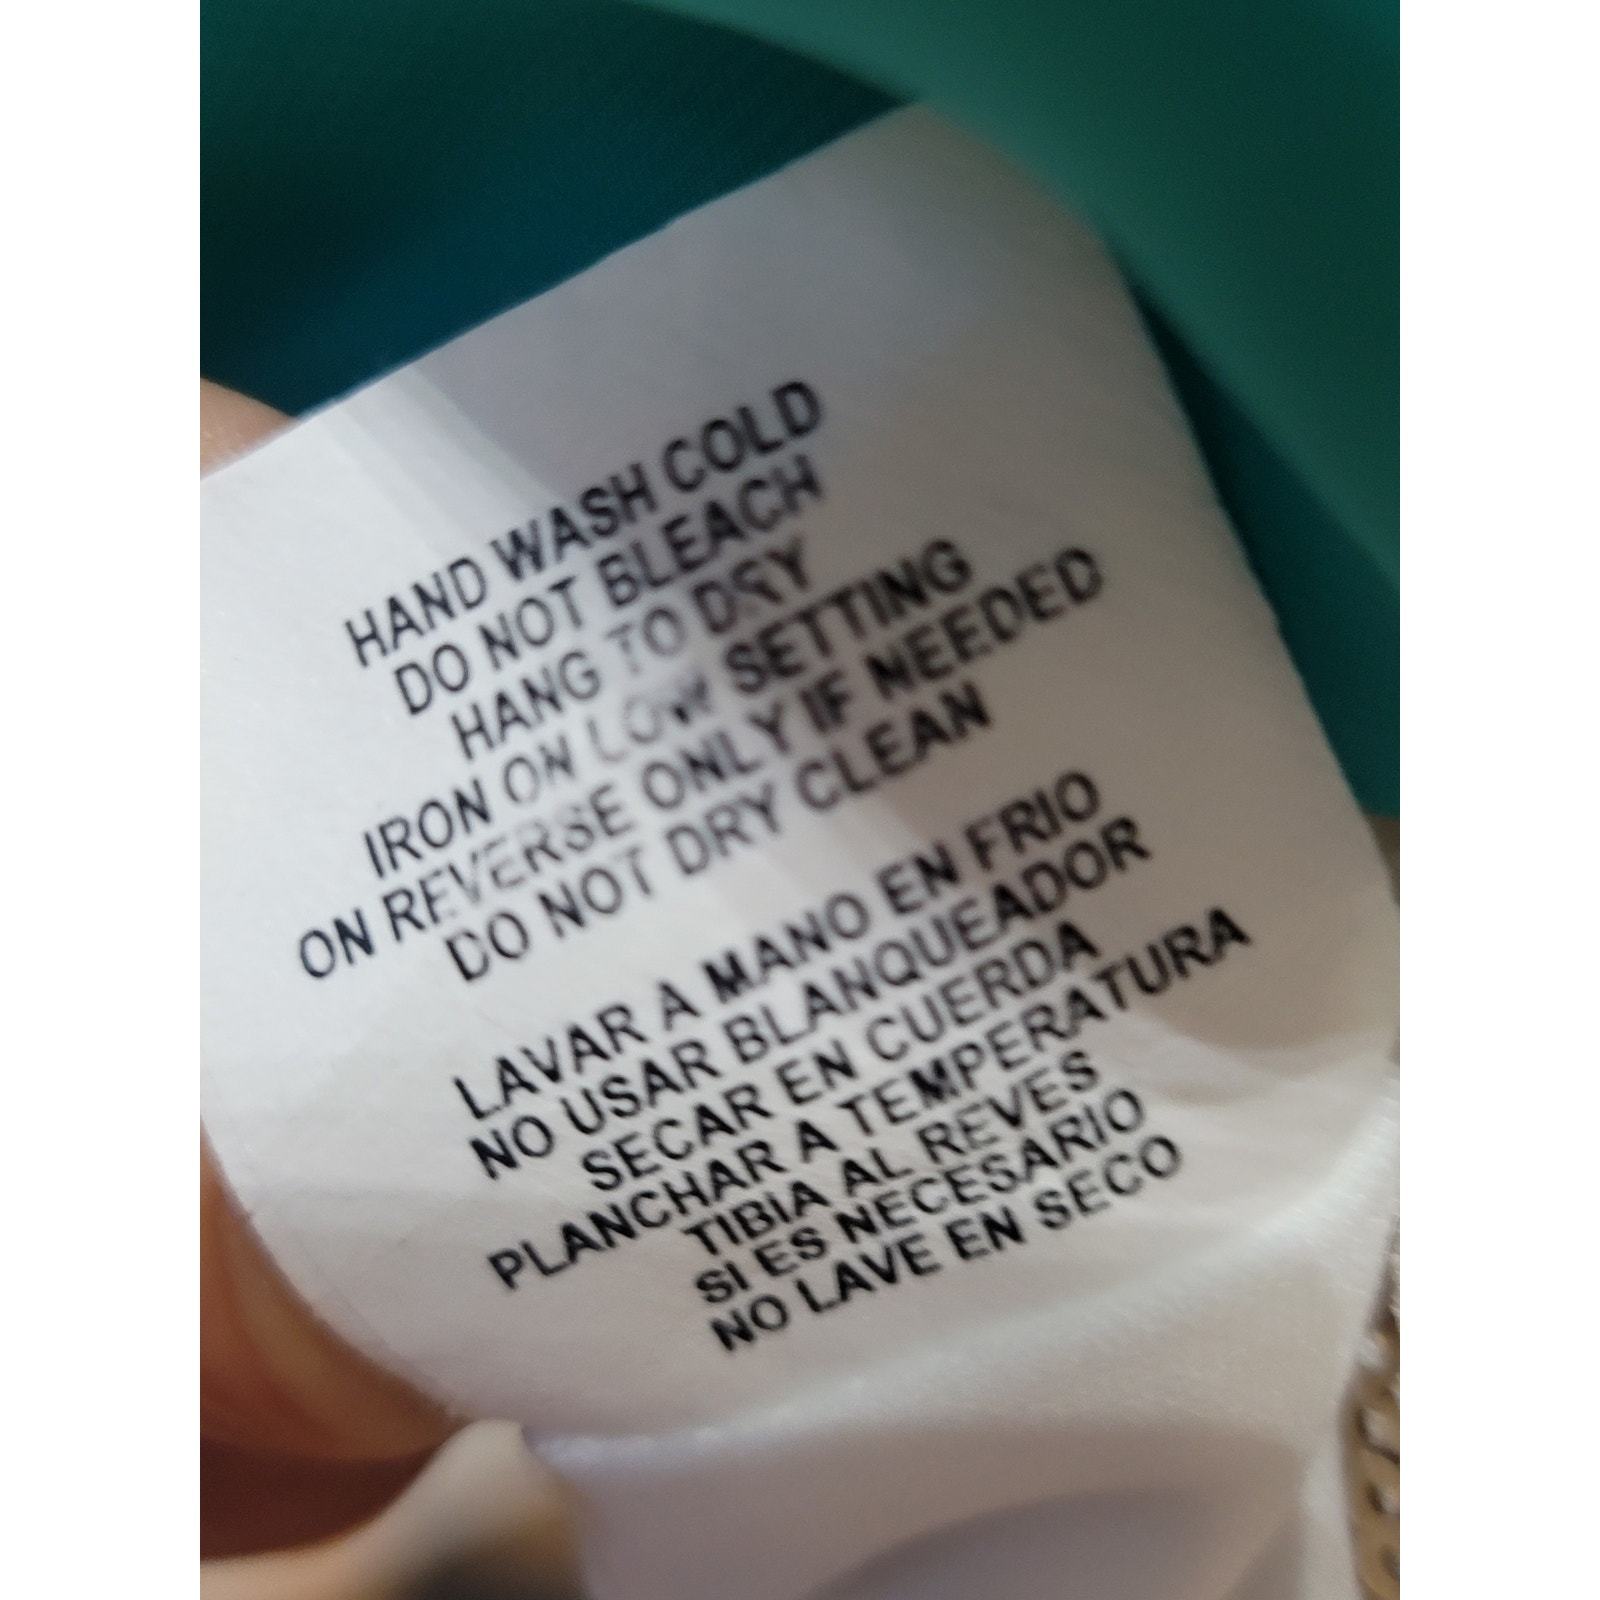 HAND WASH COLD
DO NOT BLEACH
HANG TO DRY
IRON ON LOW SETTING
ON REVERSE ONLY IF NEEDED
DO NOT DRY CLEAN
LAVAR A MANO EN FRIO
NO USAR BLANQUEADOR
SECAR EN CUERDA
PLANCHAR A TEMPERATURA
TIBIA AL REVES
SI ES NECESARIO
NO LAVE EN SECO